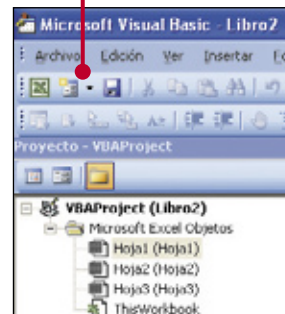 Microsoft Visual Basic - Libro2
Archivo Edición Ver Insertar
Proyecto - VBAProject
VBAProject (Libro2)
Microsoft Excel Objetos
Hoja1 (Hoja1)
Hoja2 (Hoja2)
Hoja3 (Hoja3)
ThisWorkbook